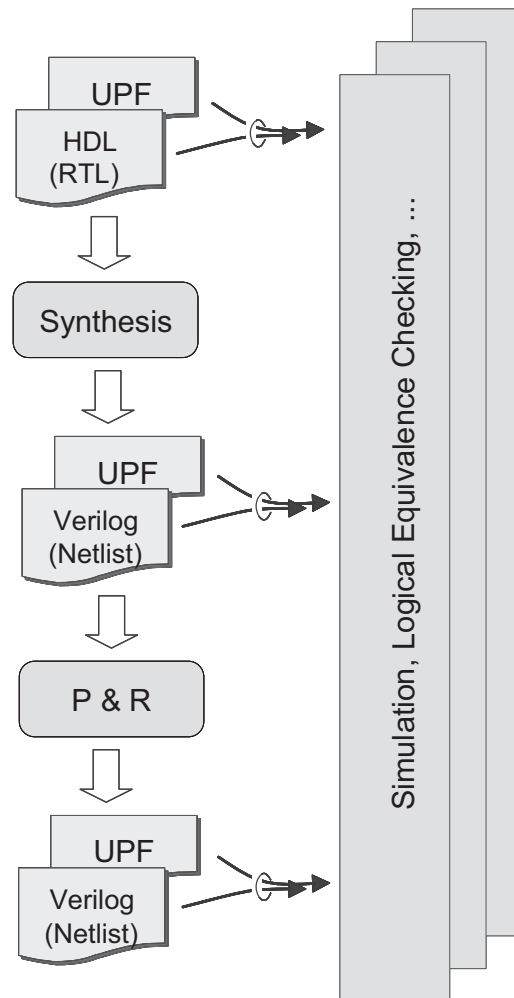 UPF
HDL
(RTL)
Synthesis
UPF
Verilog
(Netlist)
P & R
UPF
Verilog
(Netlist)
Simulation, Logical Equivalence Checking, ...